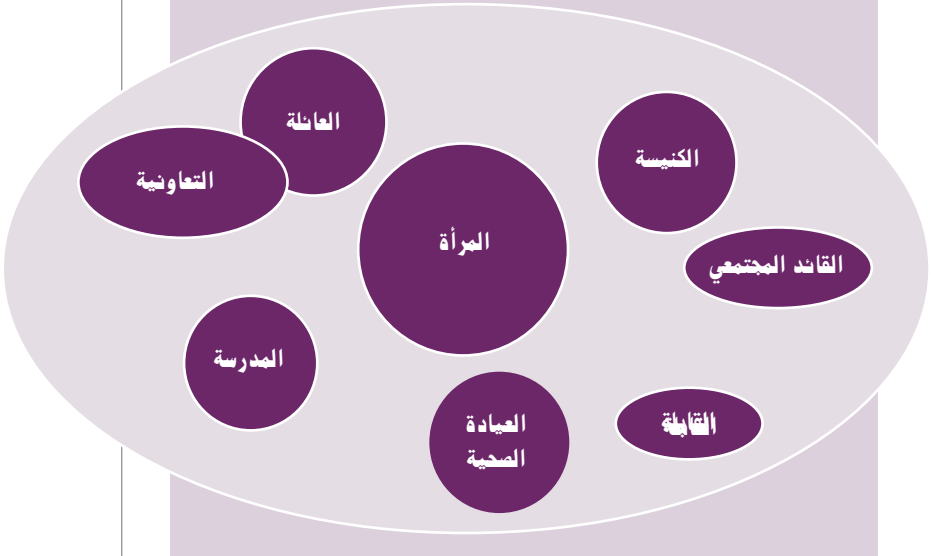 العائلة
الكنيسة
التعاونية
المرأة
القائد المجتمعي
المدرسة
القابلة
العيادة
الصحية